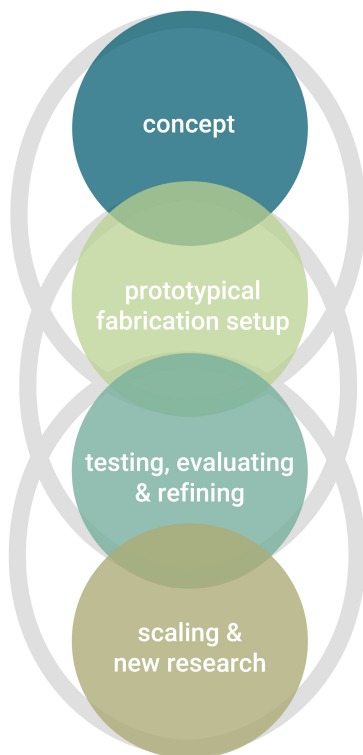 concept
prototypical
fabrication setup
testing, evaluating
& refining
scaling &
new research